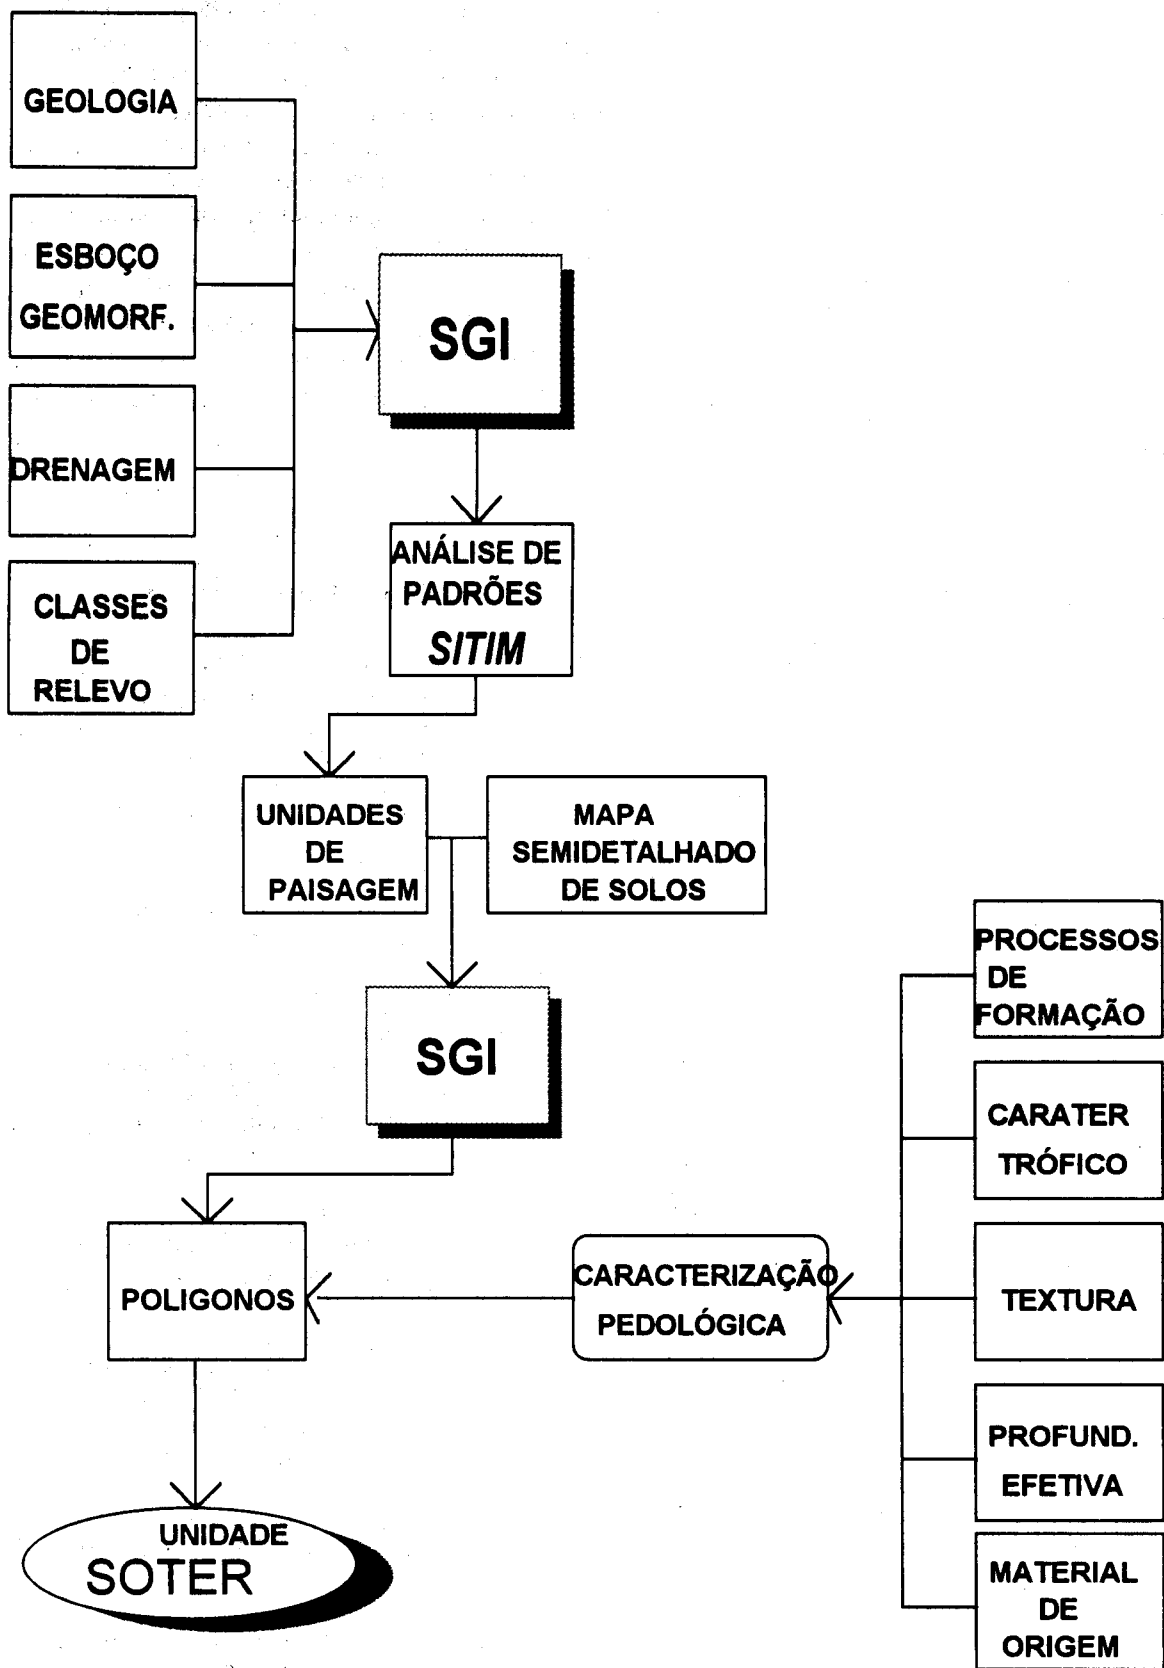 GEOLOGIA
ESBOÇO
GEOMORF.
DRENAGEM
CLASSES
DE
RELEVO
SGI
ANÁLISE DE
PADRÕES
SITIM
UNIDADES
DE
PAISAGEM
MAPA
SEMIDETALHADO
DE SOLOS
SGI
PROCESSOS
DE
FORMAÇÃO
CARATER
TRÓFICO
TEXTURA
PROFUND.
EFETIVA
MATERIAL
DE
ORIGEM
CARACTERIZAÇÃO
PEDOLÓGICA
POLIGONOS
UNIDADE
SOTER